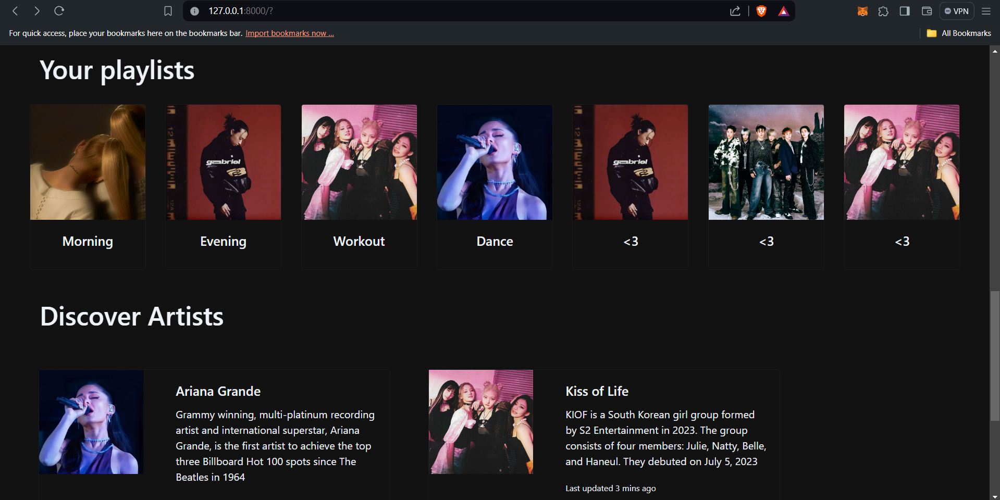 127.0.0.1:8000/?
VPN
For quick access, place your bookmarks here on the bookmarks bar. Import bookmarks now ...
All Bookmarks
Your playlists
gabriel
gabriel
Morning
Evening
Workout
Dance
<3
<3
<3
Discover Artists
Ariana Grande
Grammy winning, multi-platinum recording
artist and international superstar, Ariana
Grande, is the first artist to achieve the top
three Billboard Hot 100 spots since The
Beatles in 1964
Kiss of Life
KIOF is a South Korean girl group formed
by S2 Entertainment in 2023. The group
consists of four members: Julie, Natty, Belle,
and Haneul. They debuted on July 5, 2023
Last updated 3 mins ago